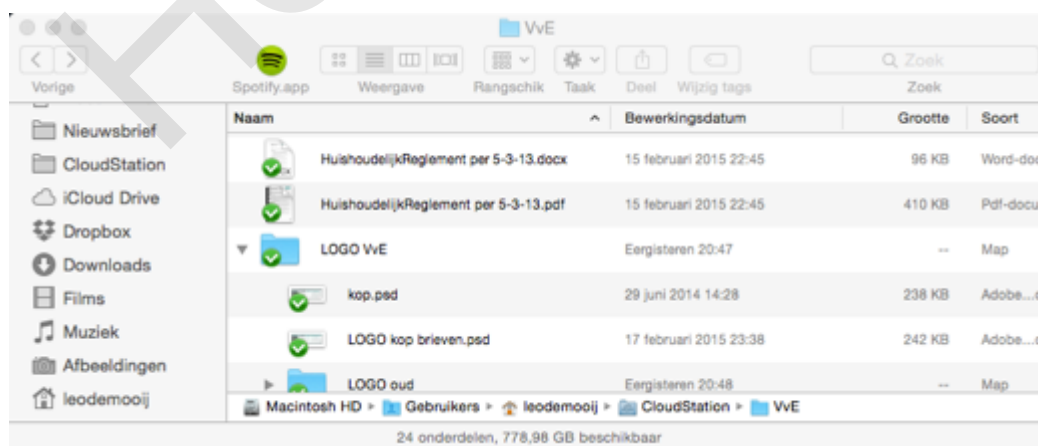 VvE
Zoek
Vorige Spotify.app Weergave Rangschik Taak Deel Wijzig tags Zoek
Nieuwsbrief
CloudStation
iCloud Drive
Dropbox
Downloads
Films
Muziek
Afbeeldingen
leodemooij
Naam Bewerkingsdatum Grootte Soort
HuishoudelijkReglement per 5-3-13.docx 15 februari 2015 22:45 96 KB Word-doc
HuishoudelijkReglement per 5-3-13.pdf 15 februari 2015 22:45 410 KB Pdf-docu
LOGO VvE Eergisteren 20:47 -- Map
kop.psd 29 juni 2014 14:28 238 KB Adobe...
LOGO kop brieven.psd 17 februari 2015 23:38 242 KB Adobe...
LOGO oud Eergisteren 20:48 -- Map
Macintosh HD ▸ Gebruikers ▸ leodemooij ▸ CloudStation ▸ VvE
24 onderdelen, 778,98 GB beschikbaar